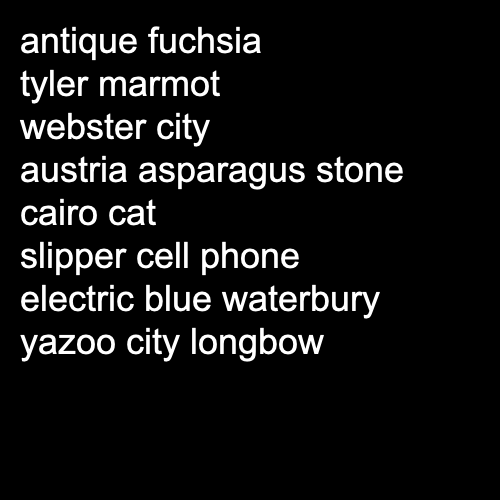 antique fuchsia
tyler marmot
webster city
austria asparagus stone
cairo cat
slipper cell phone
electric blue waterbury
yazoo city longbow